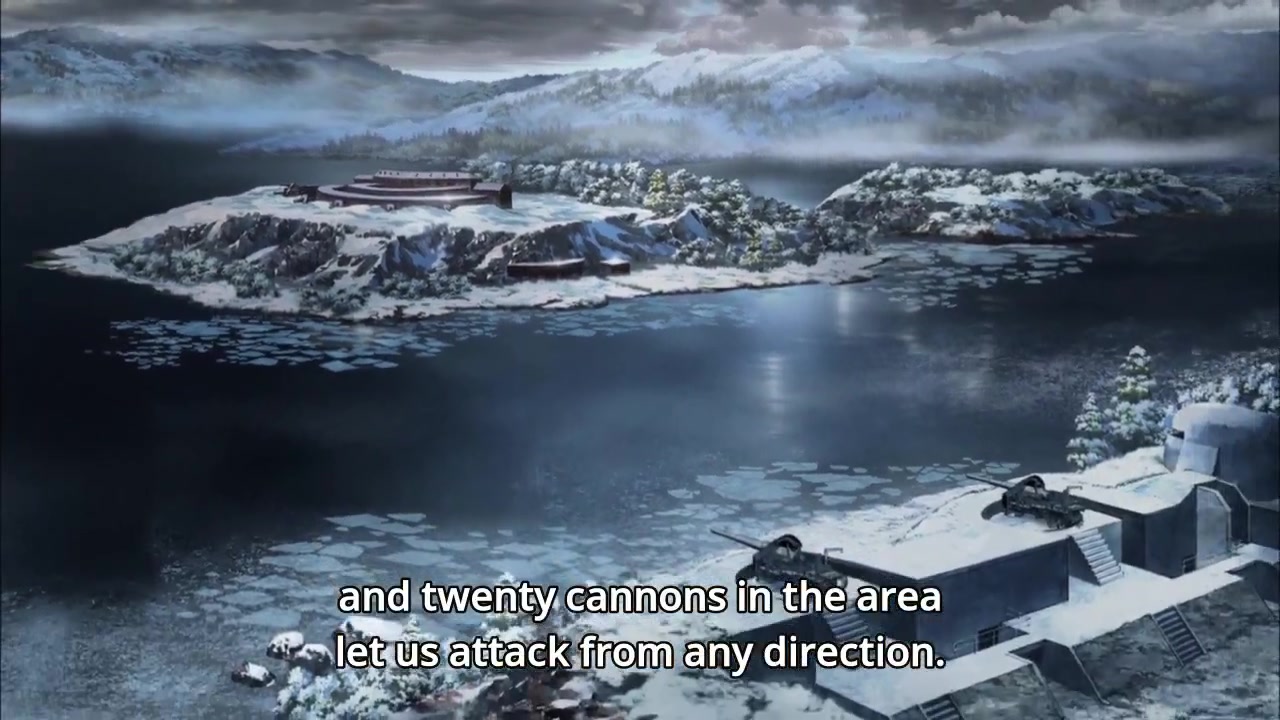 and twenty cannons in the area
let us attack from any direction.